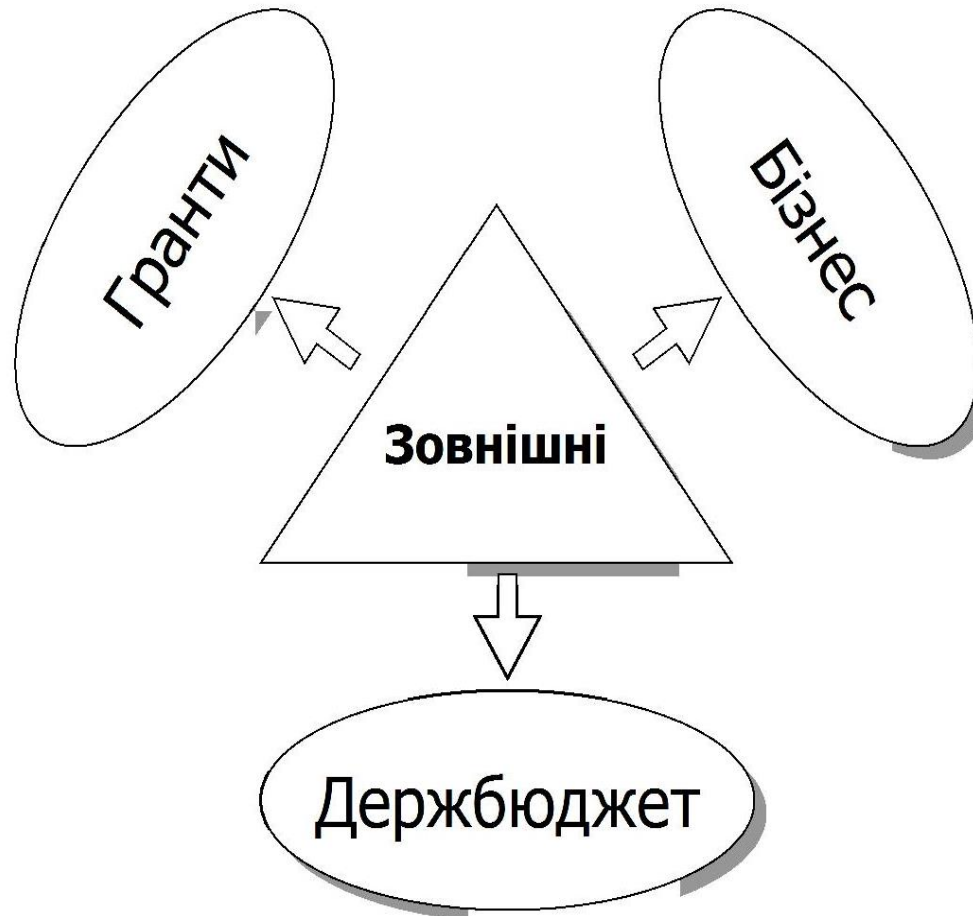 Гранти
Бізнес
Зовнішні
Держбюджет